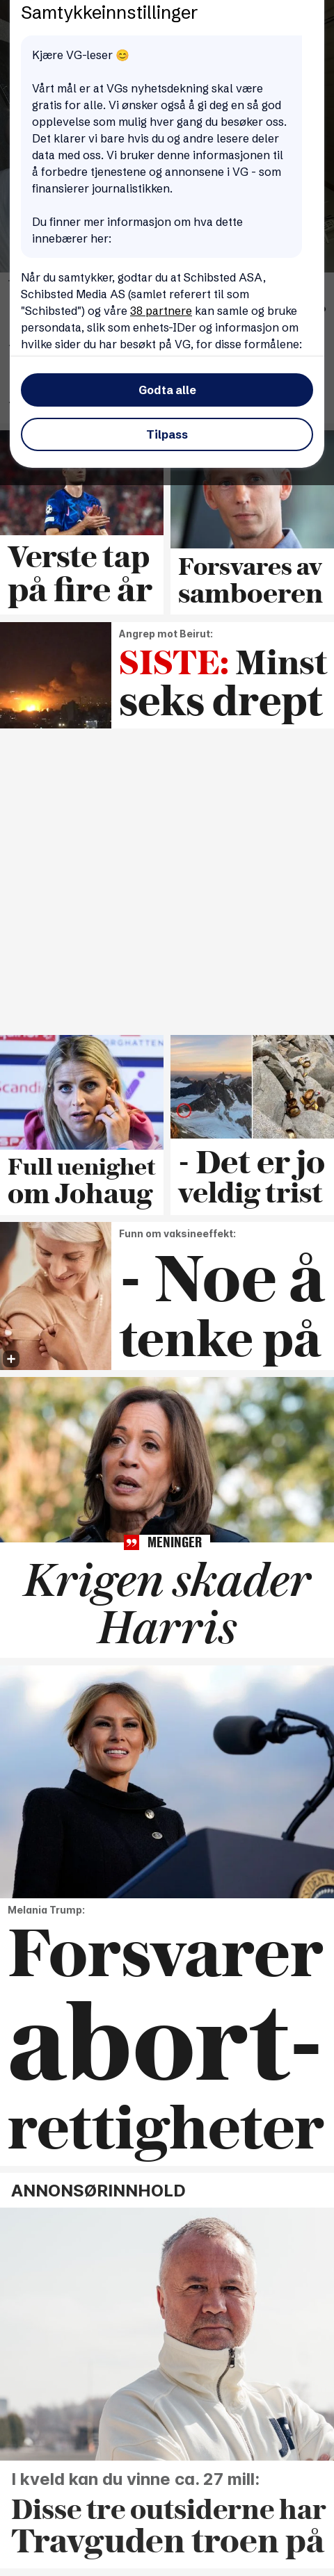 Samtykkeinnstillinger
Kjære VG-leser 😊
Vårt mål er at VGs nyhetsdekning skal være
gratis for alle. Vi ønsker også å gi deg en så god
opplevelse som mulig hver gang du besøker oss.
Det klarer vi bare hvis du og andre lesere deler
data med oss. Vi bruker denne informasjonen til
å forbedre tjenestene og annonsene i VG - som
finansierer journalistikken.
Du finner mer informasjon om hva dette
innebærer her:
Når du samtykker, godtar du at Schibsted ASA,
Schibsted Media AS (samlet referert til som
"Schibsted") og våre 38 partnere kan samle og bruke
persondata, slik som enhets-IDer og informasjon om
hvilke sider du har besøkt på VG, for disse formålene:
Godta alle
Tilpass
Verste tap
på fire år
Forsvares av
samboeren
Angrep mot Beirut:
SISTE: Minst
seks drept
Full uenighet
om Johaug
- Det er jo
veldig trist
Funn om vaksineeffekt:
- Noe å
tenke på
MENINGER
Krigen skader
Harris
Melania Trump:
Forsvarer
abort-
rettigheter
ANNONSØRINNHOLD
I kveld kan du vinne ca. 27 mill:
Disse tre outsiderne har
Travguden troen på